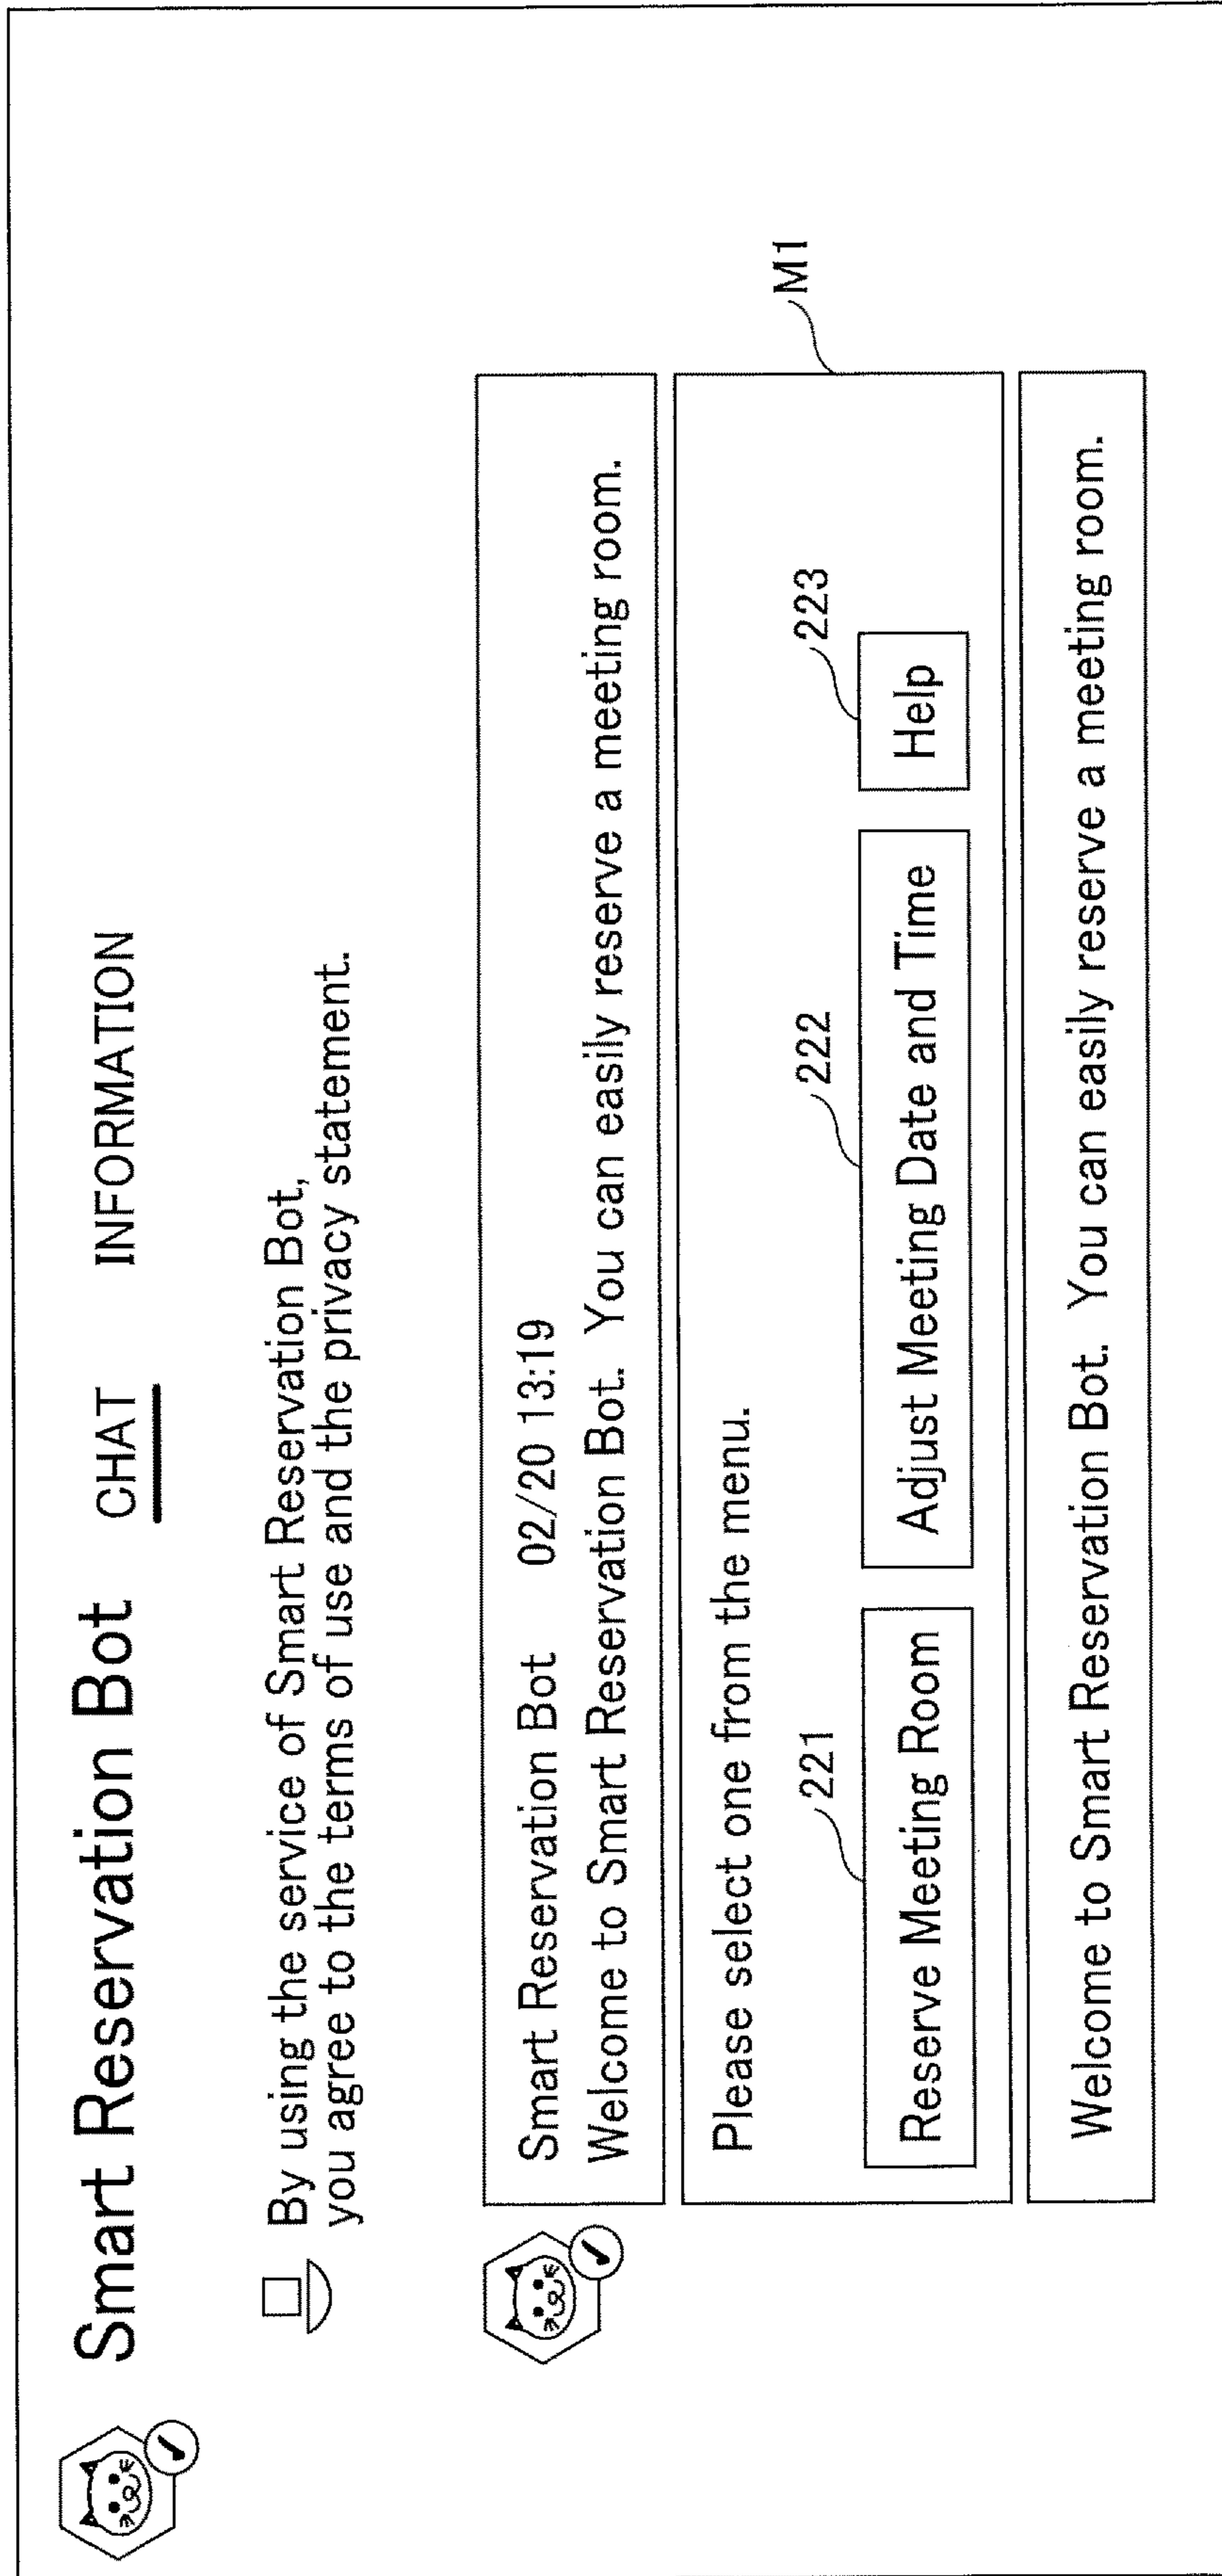 Smart Reservation Bot CHAT INFORMATION
By using the service of Smart Reservation Bot,
you agree to the terms of use and the privacy statement.
Smart Reservation Bot 02/20 13:19
Welcome to Smart Reservation Bot. You can easily reserve a meeting room.
M1
Please select one from the menu.
221 222 223
Reserve Meeting Room Adjust Meeting Date and Time Help
Welcome to Smart Reservation Bot. You can easily reserve a meeting room.